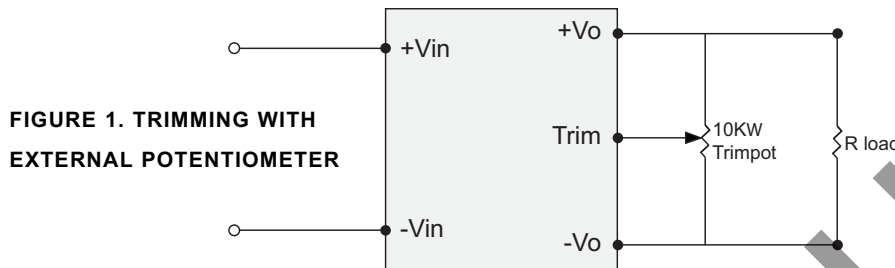 +Vo
+Vin
FIGURE 1. TRIMMING WITH
EXTERNAL POTENTIOMETER
Trim
10KW
Trimpot
R load
-Vin
-Vo